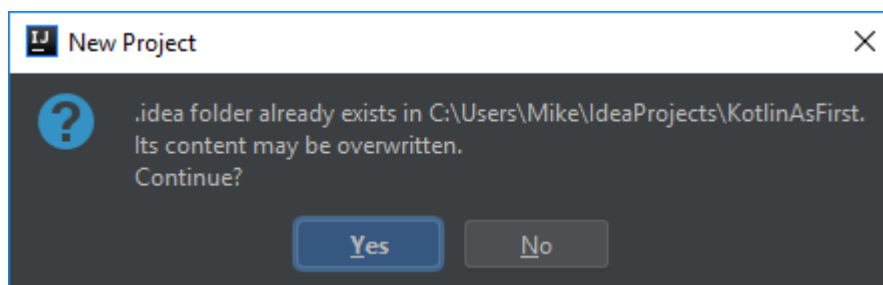 IJ New Project
.idea folder already exists in C:\Users\Mike\IdeaProjects\KotlinAsFirst.
Its content may be overwritten.
Continue?
Yes No